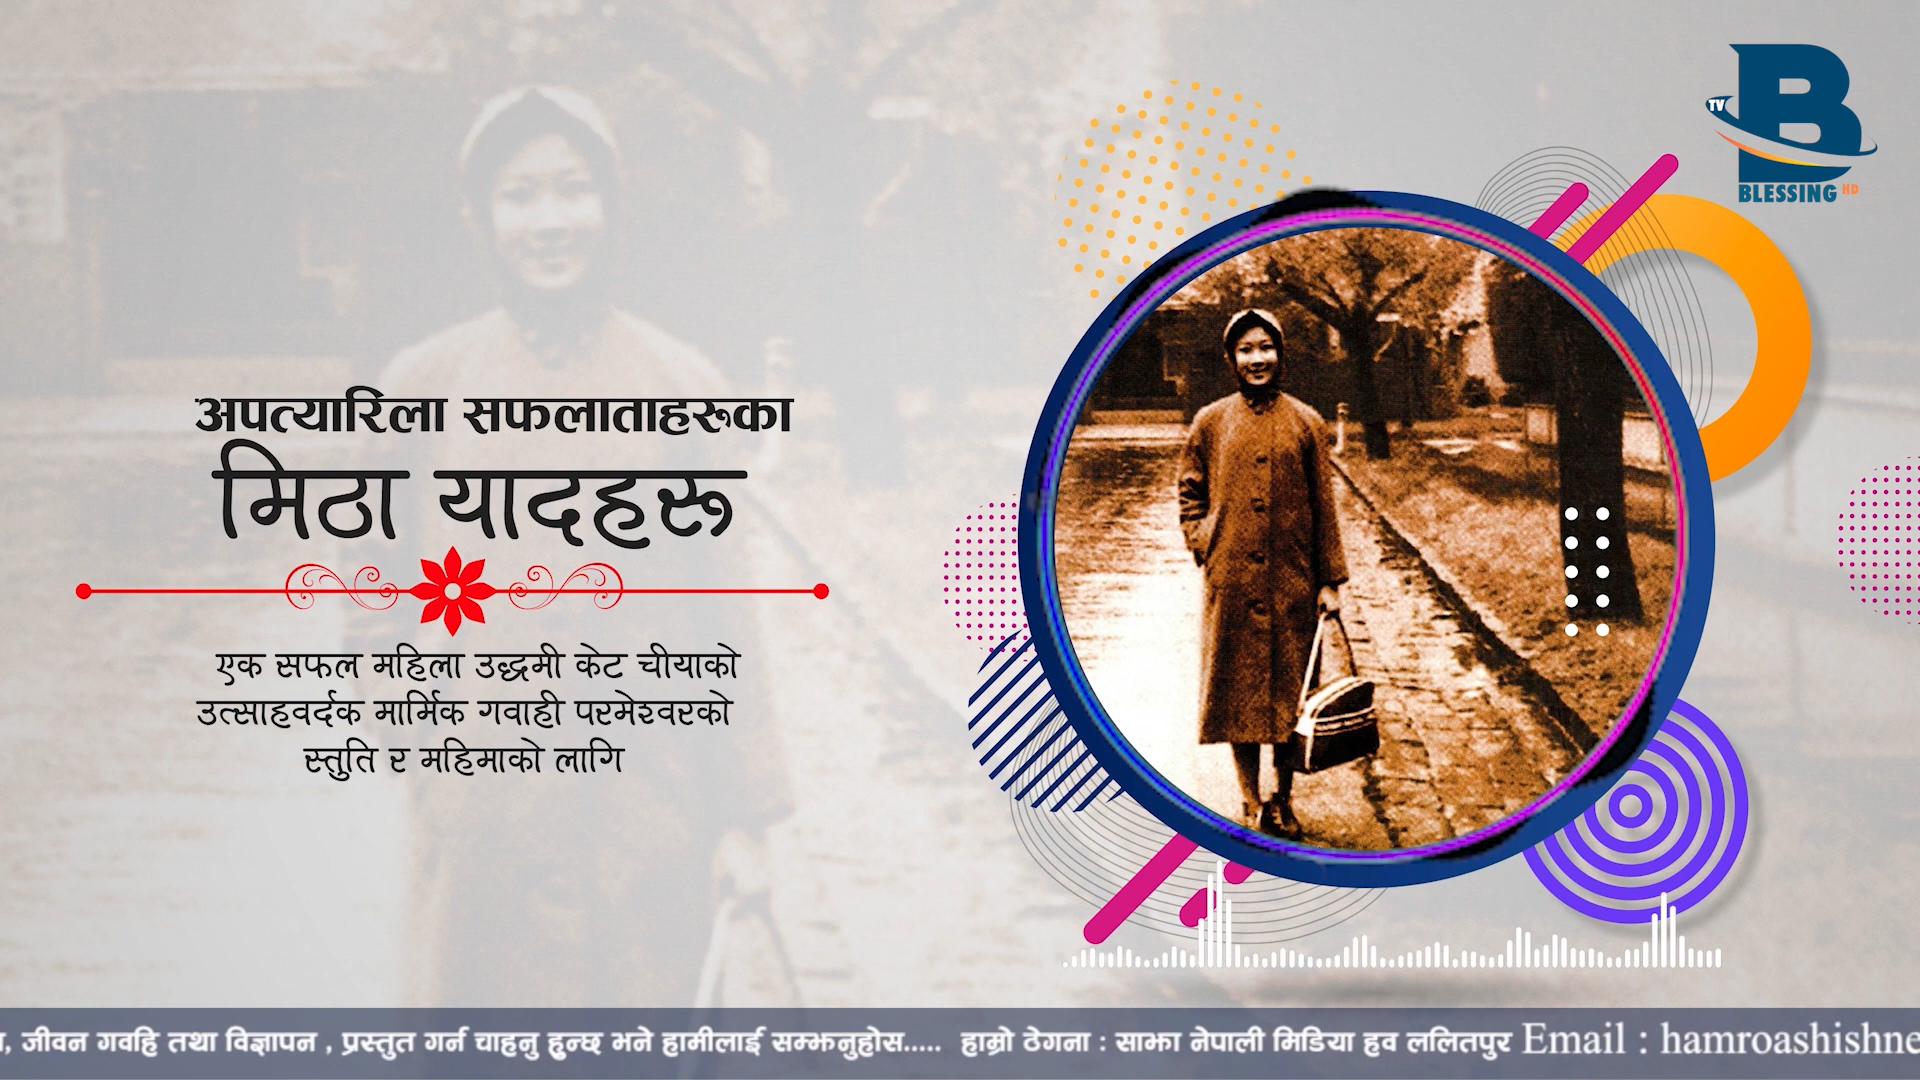 TV
BLESSING HD
अपत्यारिला सफलाताहरूका
मिठा यादहरू
एक सफल महिला उद्धमी केट चीयाको
उत्साहवर्दक मार्मिक गवाही परमेश्वरको
स्तुति र महिमाको लागि
, जीवन गवहि तथा विज्ञापन , प्रस्तुत गर्न चाहनु हुन्छ भने हामीलाई सम्झनुहोस..... हाम्रो ठेगना : साझा नेपाली मिडिया हव ललितपुर Email : hamroashishne